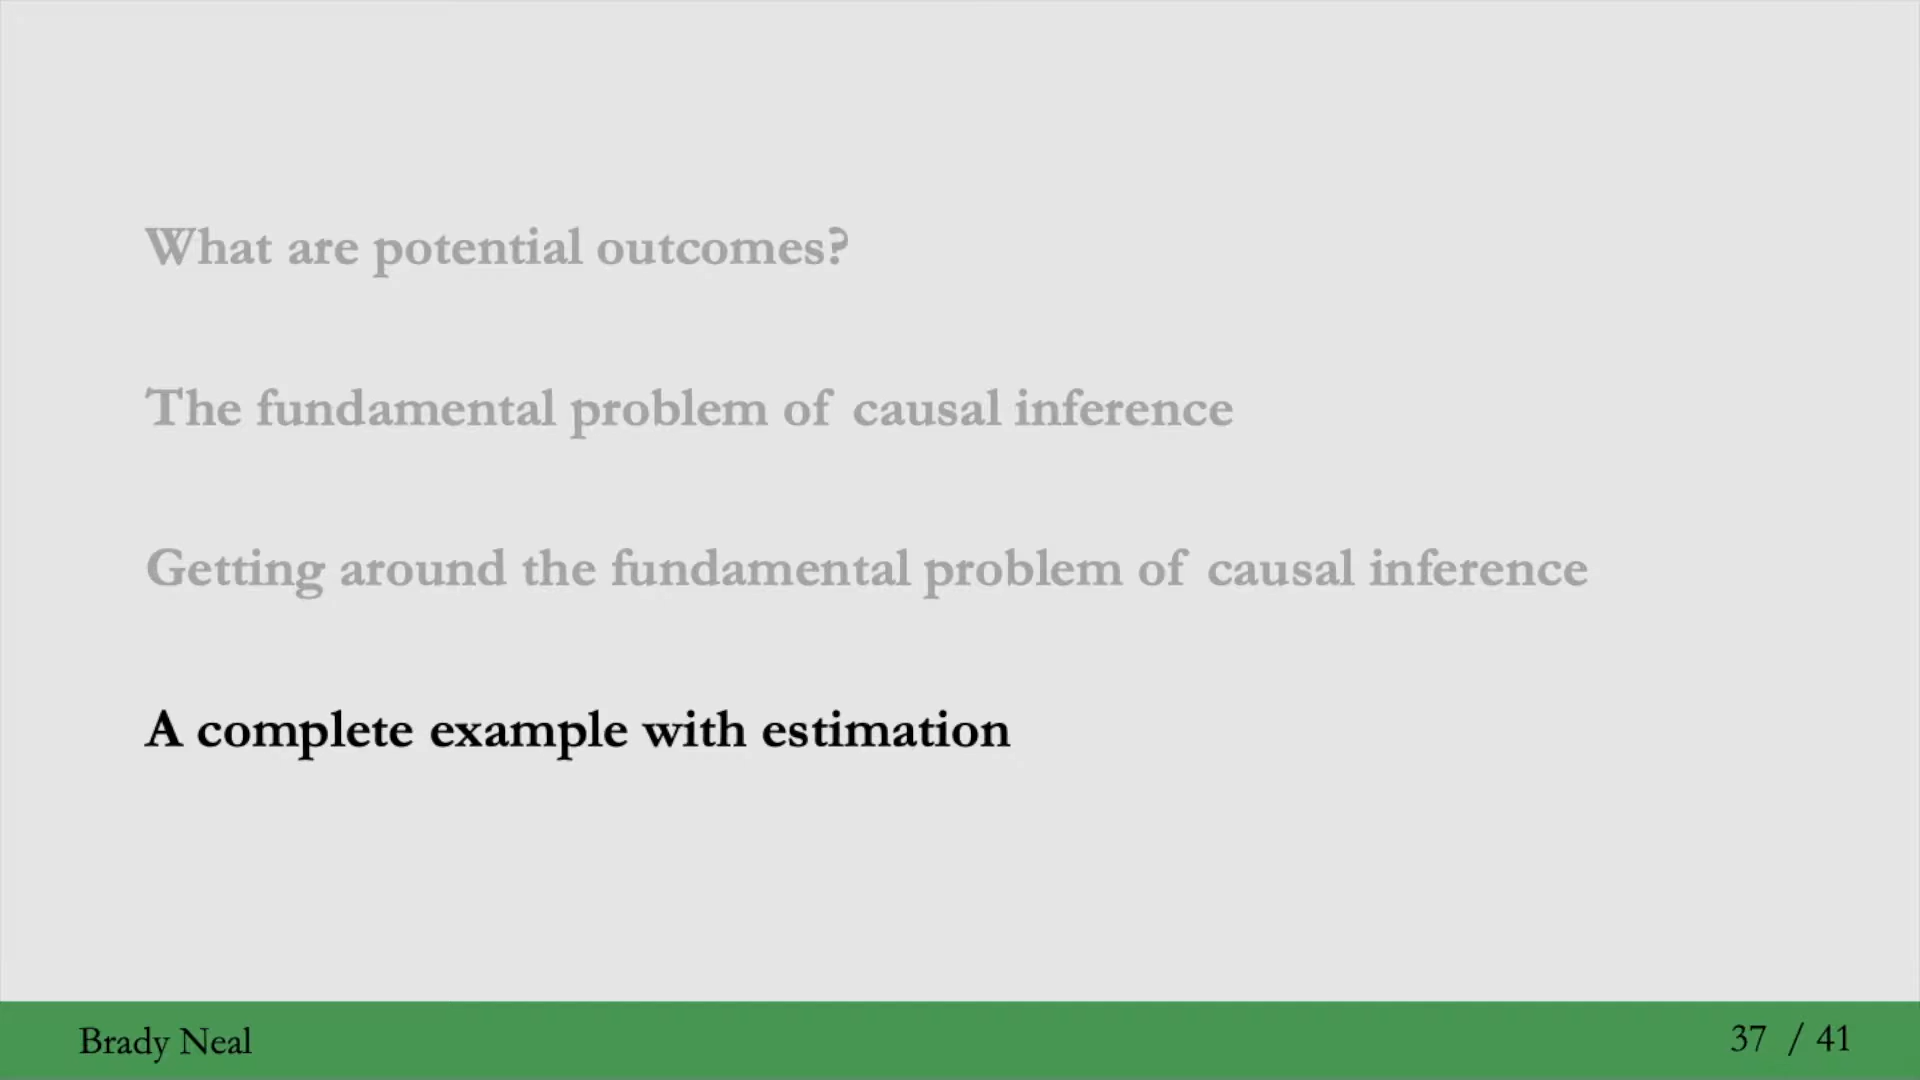 What are potential outcomes?
The fundamental problem of causal inference
Getting around the fundamental problem of causal inference
A complete example with estimation
Brady Neal
37 / 41